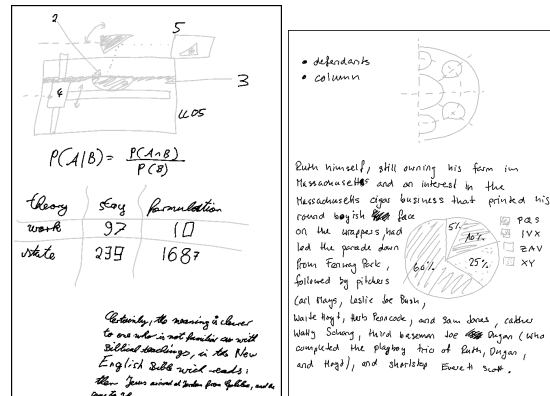 2
5
3
4
4405
P(A|B) = P(A∩B) / P(B)
theory stay formulation
work 97 10
state 239 1687
Certainly, the meaning is clearer
to one who is not familiar with
Biblical teachings, in the New
English Bible which reads:
then Jesus arrived at Jordan from Galilee, and
• defendants
• column
Ruth himself, still owning his farm in
Massachusetts and an interest in the
Massachusetts cigar business that printed his
round boyish face
on the wrappers, had
led the parade down
from Fenway Park,
followed by pitchers
Carl Mays, Leslie Joe Bush,
Waite Hoyt, Herb Pennock, and Sam Jones, catcher
Wally Schang, third baseman Joe Dugan (who
completed the playboy trio of Ruth, Dugan,
and Hoyt), and shortstop Everett Scott.
5%
10%
25%
60%
PQS
IVX
ZAV
XY